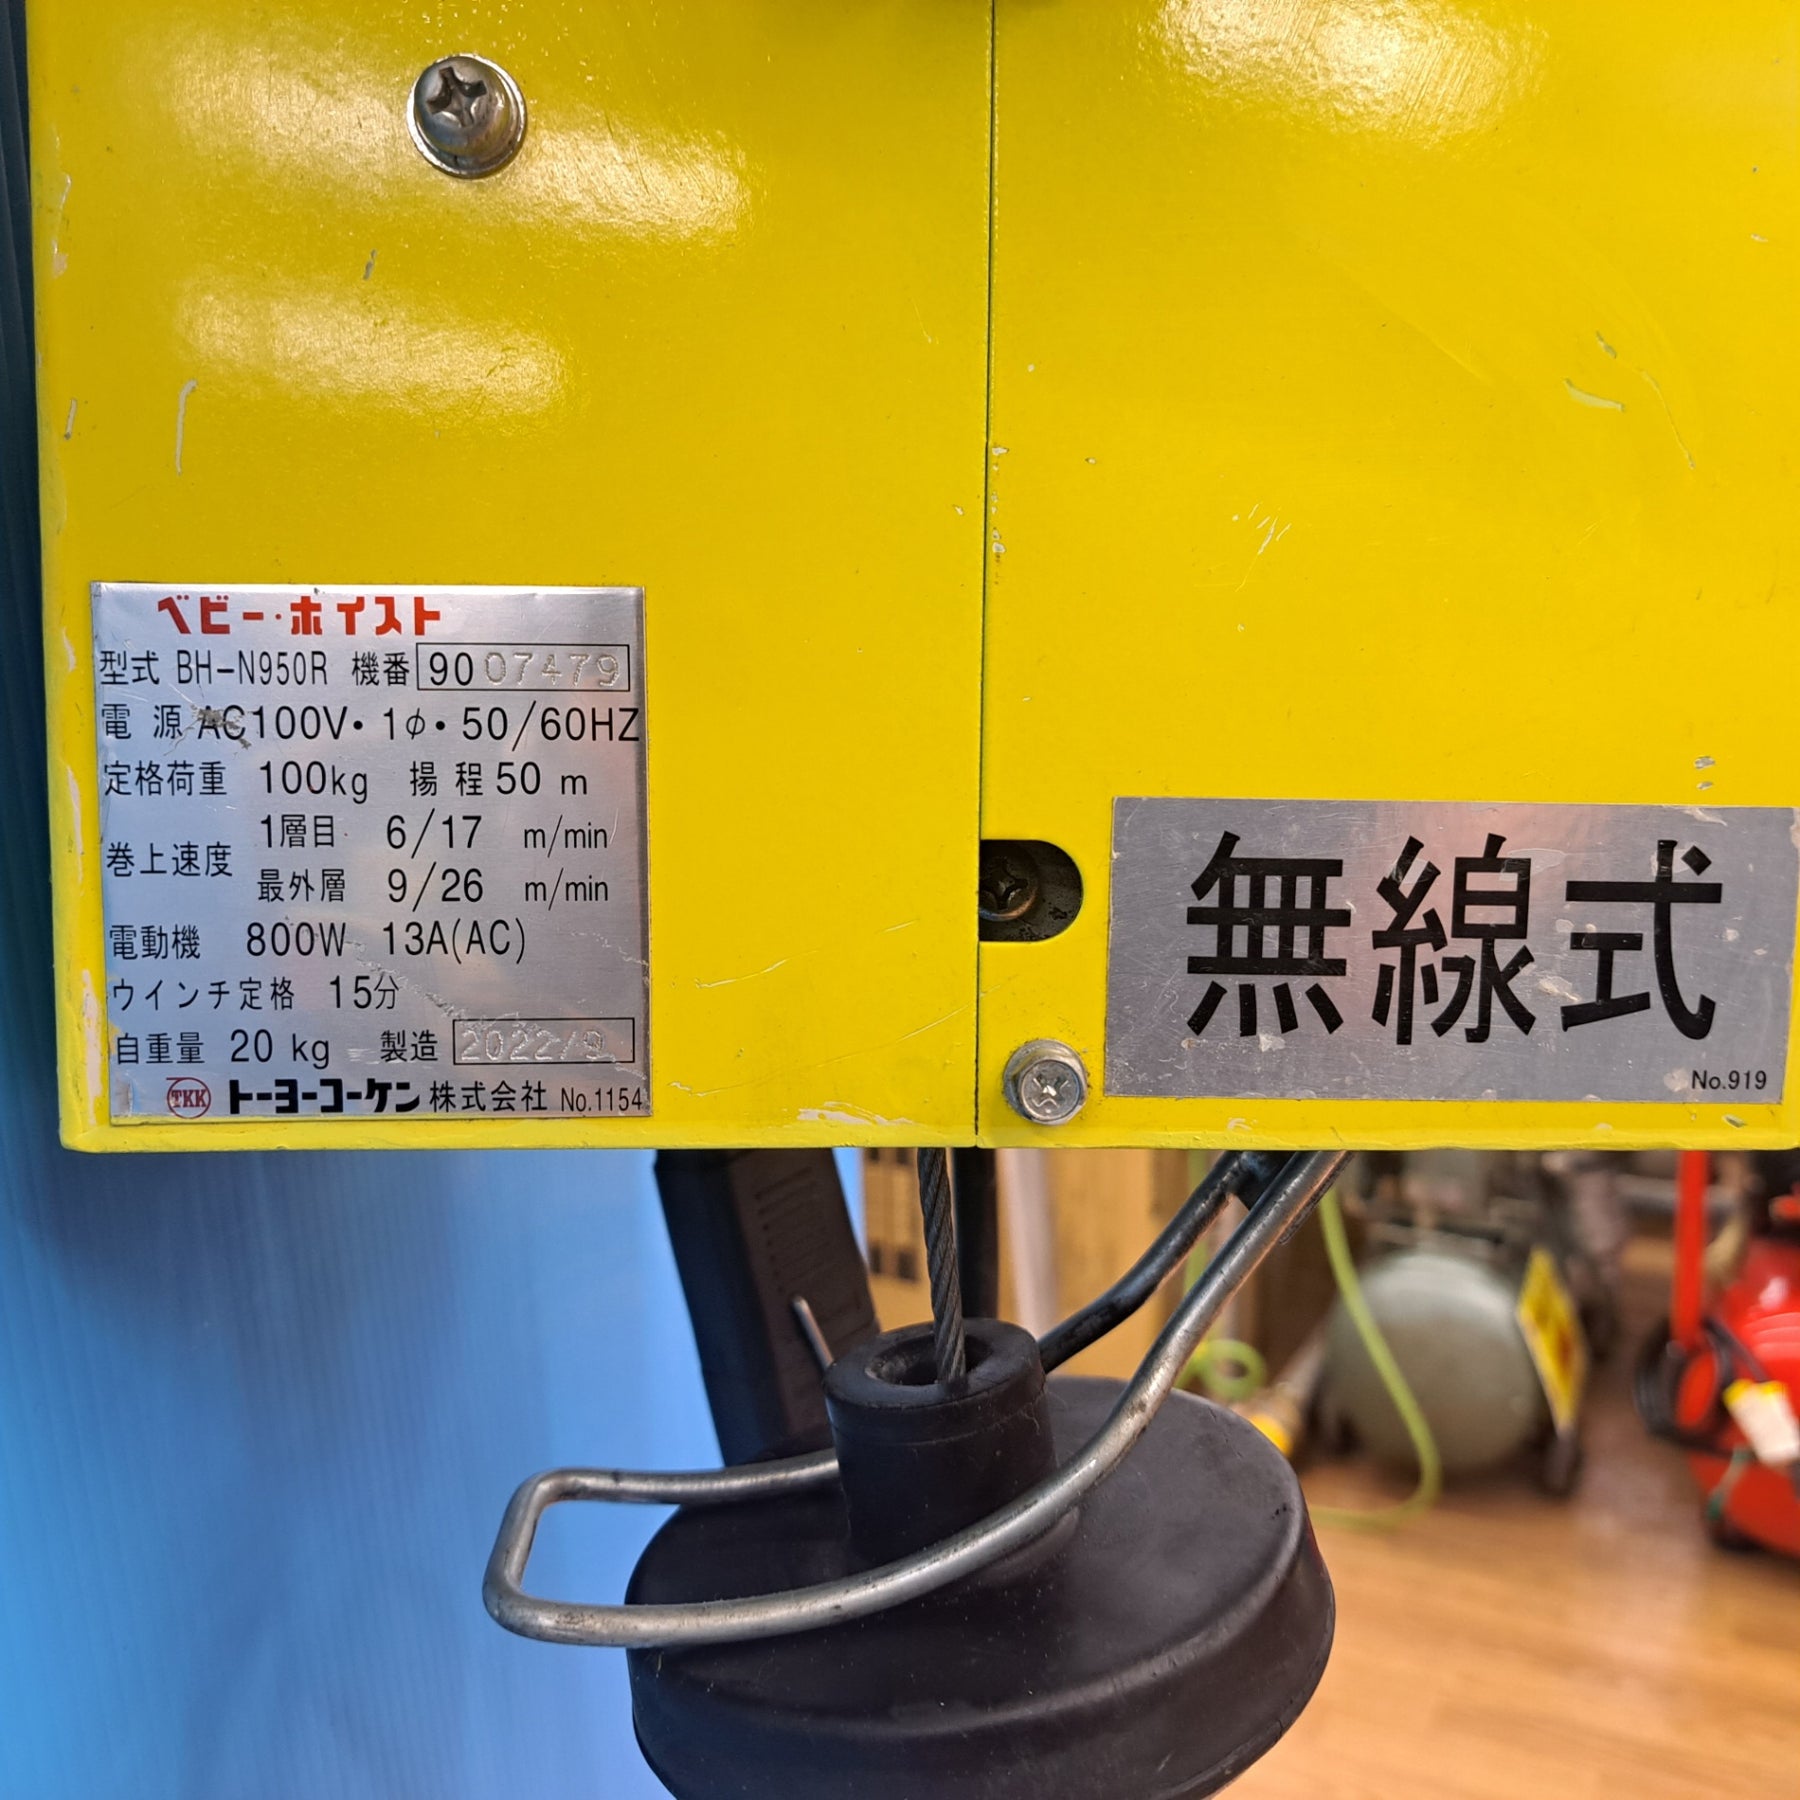 ベビー・ホイスト
型式 BH-N950R 機番 9007479
電源 AC100V・1φ・50/60HZ
定格荷重 100kg 揚程 50 m
巻上速度 1層目 6/17 m/min
最外層 9/26 m/min
電動機 800W 13A(AC)
ウインチ定格 15分
自重量 20 kg 製造 2022/9
TKK トーヨーコーケン株式会社 No.1154
無線式
No.919